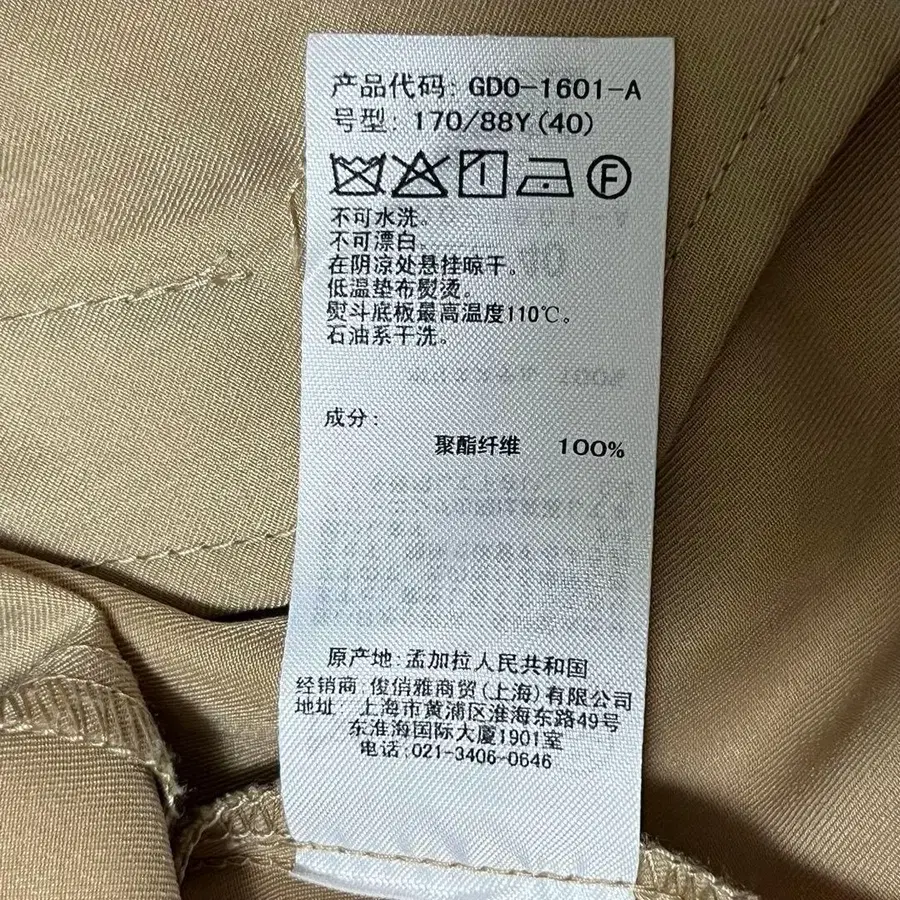 产品代码: GDO-1601-A
号型: 170/88Y(40)
F
不可水洗。
不可漂白。
在阴凉处悬挂晾干。
低温垫布熨烫。
熨斗底板最高温度110℃。
石油系干洗。
成分:
聚酯纤维 100%
原产地:孟加拉人民共和国
经销商:俊俏雅商贸(上海)有限公司
地址: 上海市黄浦区淮海东路49号
东淮海国际大厦1901室
电话:021-3406-0646